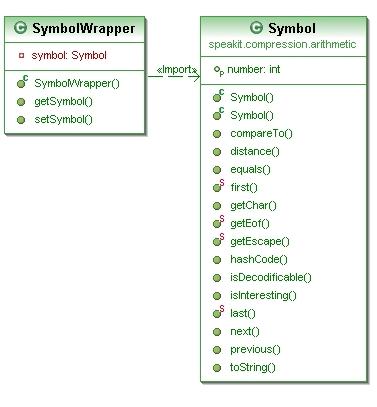 SymbolWrapper
symbol: Symbol
SymbolWrapper()
getSymbol()
setSymbol()
«Import»
Symbol
speakit.compression.arithmetic
number: int
Symbol()
Symbol()
compareTo()
distance()
equals()
first()
getChar()
getEof()
getEscape()
hashCode()
isDecodificable()
isInteresting()
last()
next()
previous()
toString()